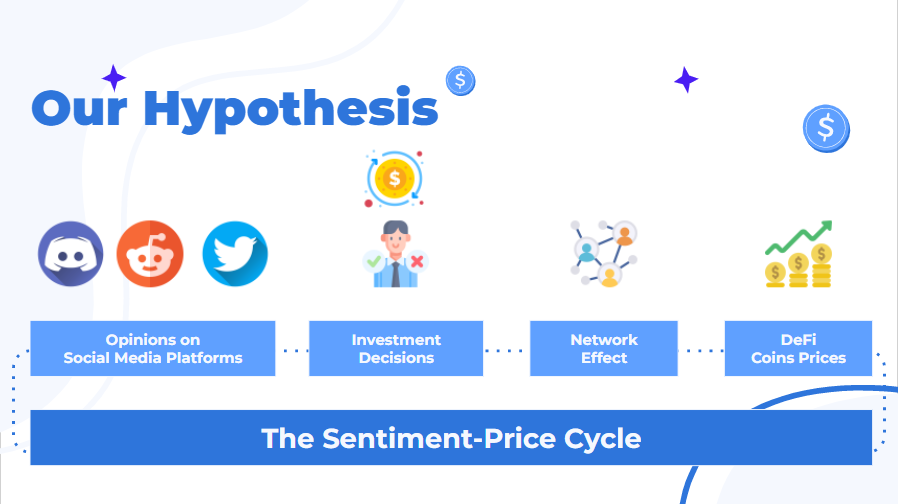 Our Hypothesis
Opinions on
Social Media Platforms
Investment
Decisions
Network
Effect
DeFi
Coins Prices
The Sentiment-Price Cycle